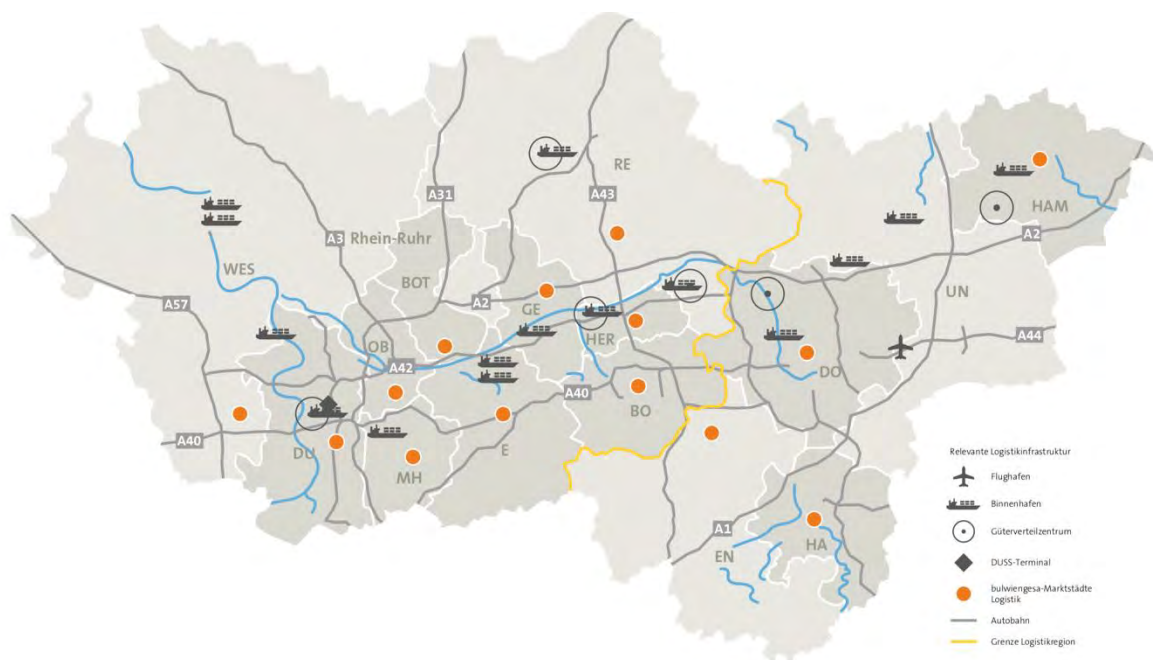 RE
A31
A43
HAM
A3
Rhein-Ruhr
A2
WES
BOT
A57
A2
GE
UN
OB
HER
A44
A42
DO
A40
BO
A40
DU
E
MH
A1
EN
HA
Relevante Logistikinfrastruktur
Flughafen
Binnenhafen
Güterverteilzentrum
DUSS-Terminal
bulwiengesa-Marktstädte
Logistik
Autobahn
Grenze Logistikregion